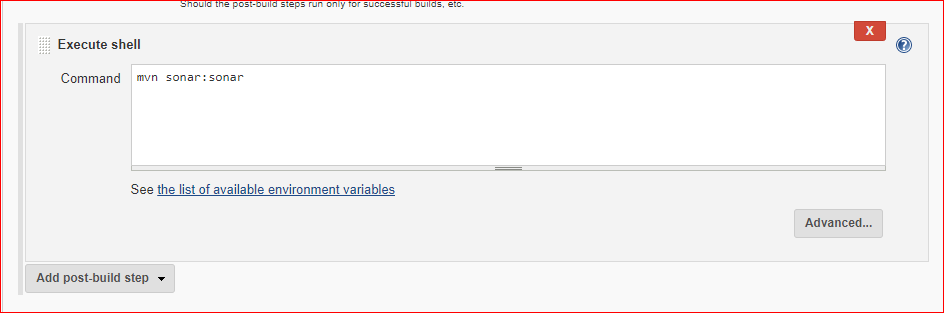 Should the post-build steps run only for successful builds, etc.
X
Execute shell
?
Command
mvn sonar:sonar
See the list of available environment variables
Advanced...
Add post-build step